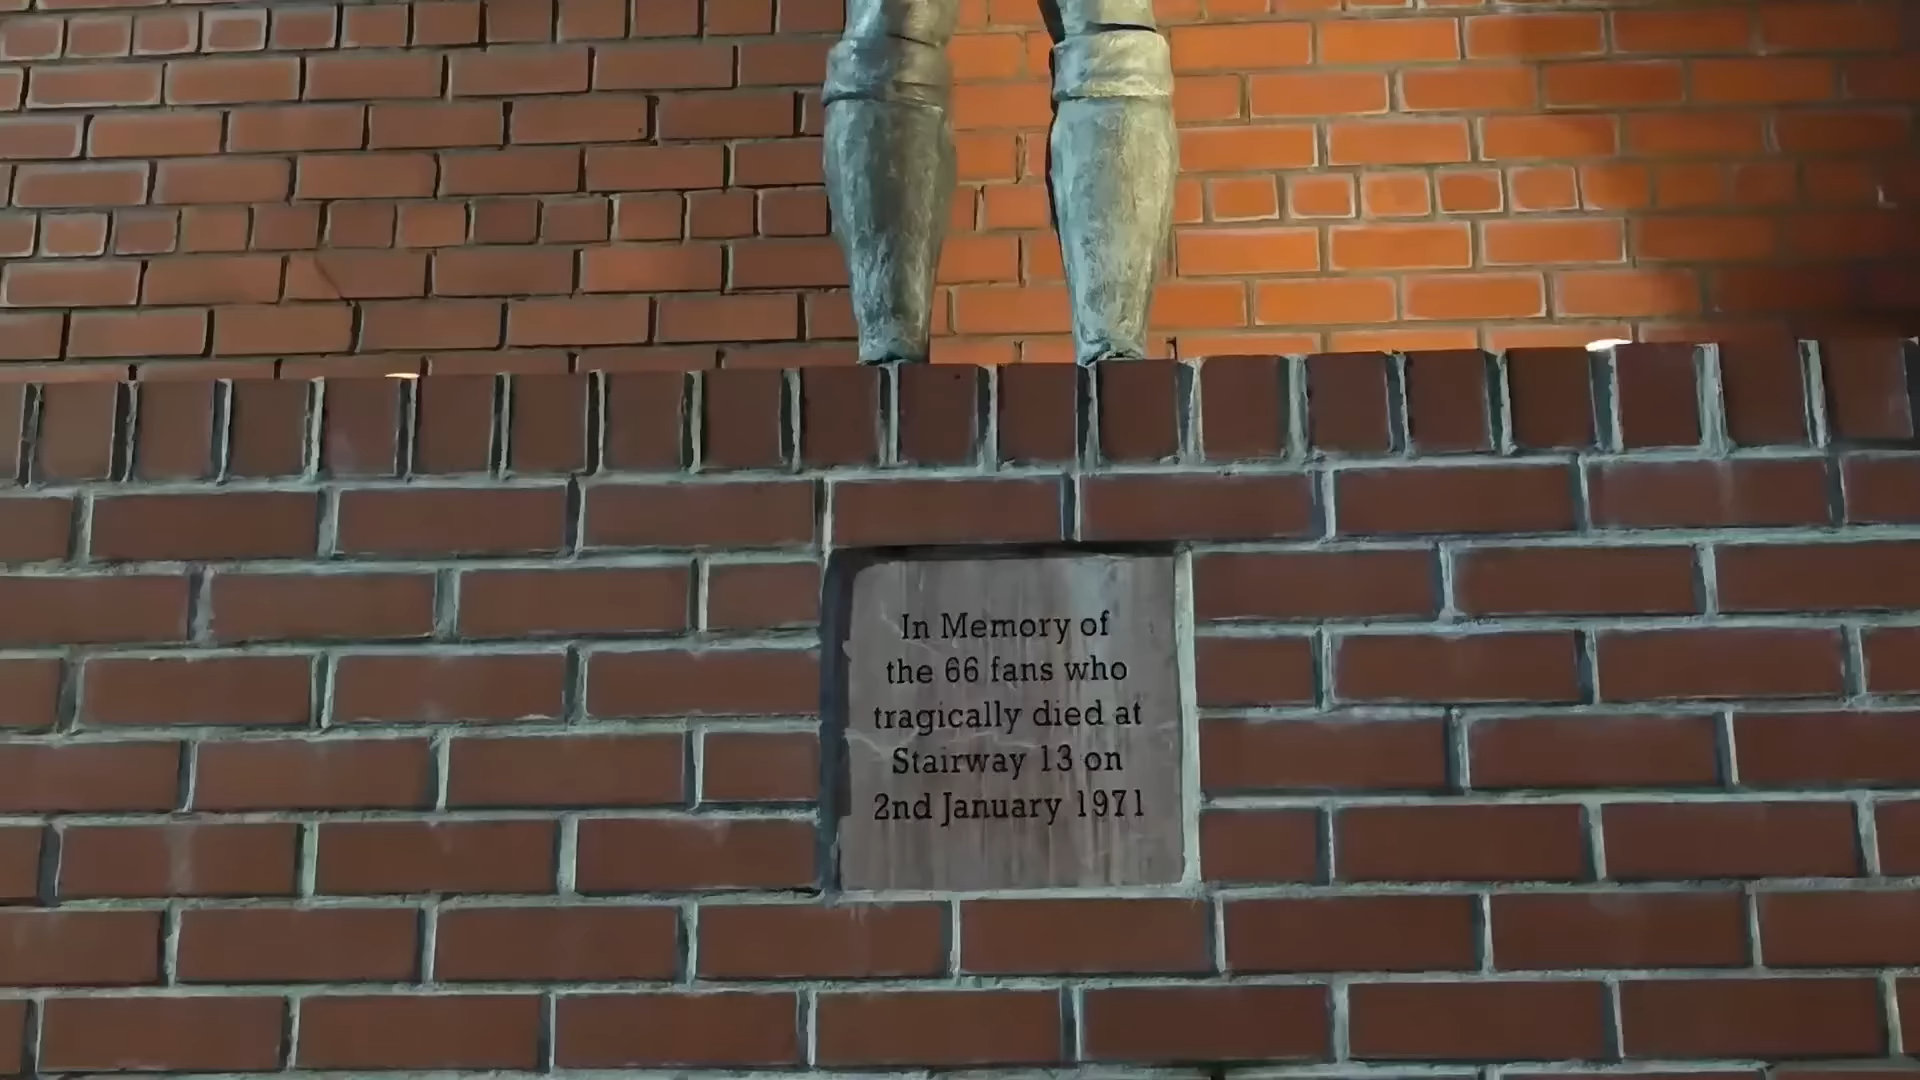 In Memory of
the 66 fans who
tragically died at
Stairway 13 on
2nd January 1971